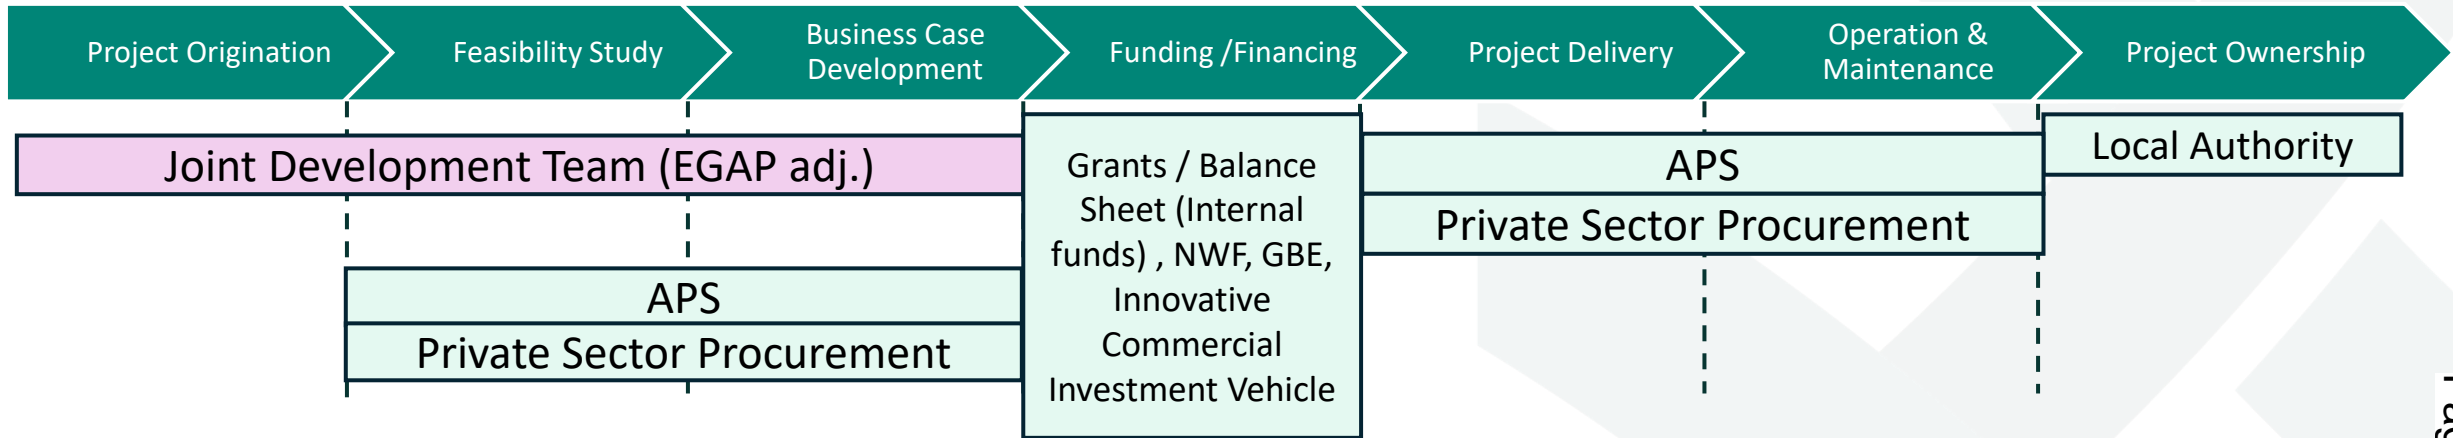 Project Origination
Feasibility Study
Business Case
Development
Funding /Financing
Project Delivery
Operation &
Maintenance
Project Ownership
Joint Development Team (EGAP adj.)
APS
Private Sector Procurement
Grants / Balance
Sheet (Internal
funds) , NWF, GBE,
Innovative
Commercial
Investment Vehicle
APS
Private Sector Procurement
Local Authority